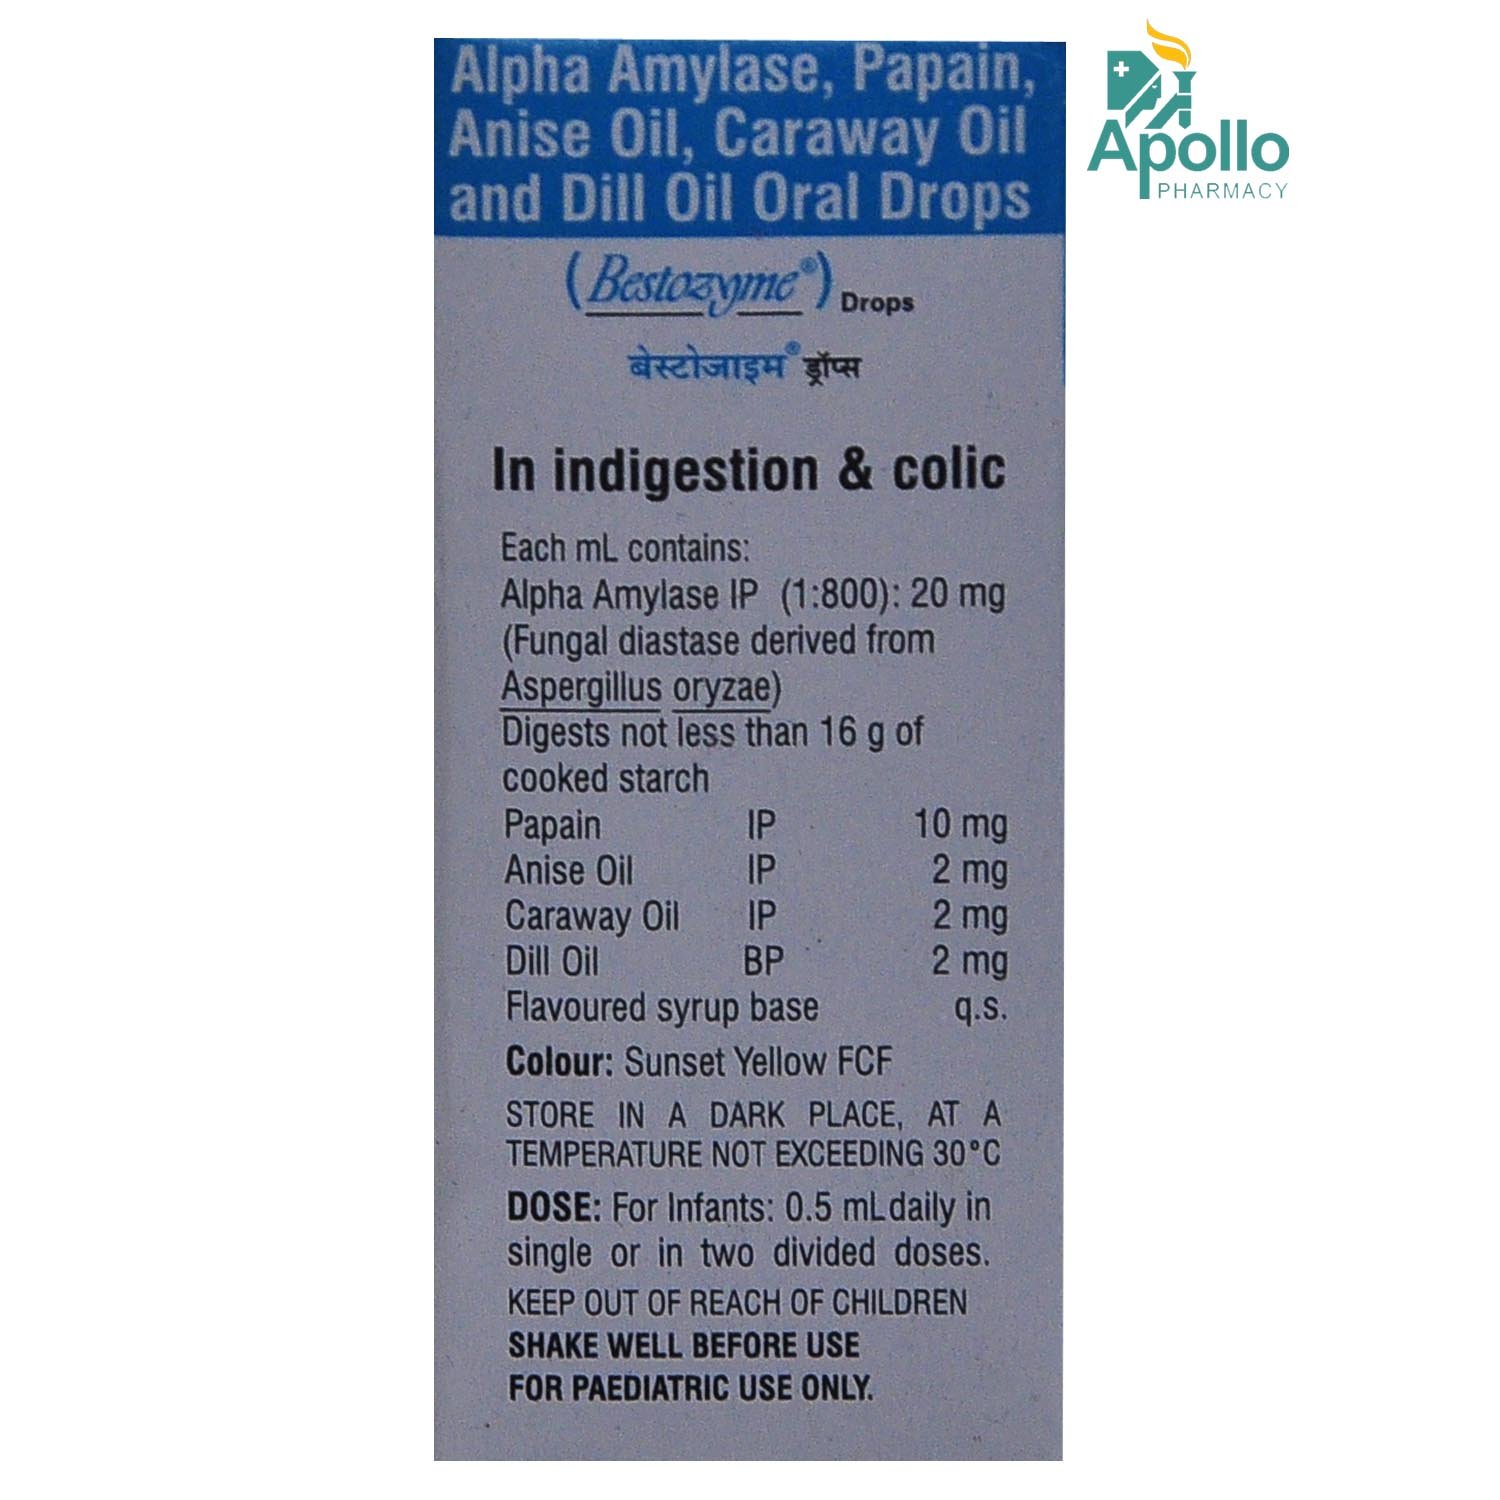 Alpha Amylase, Papain,
Anise Oil, Caraway Oil
and Dill Oil Oral Drops
Apollo
PHARMACY
(Bestozyme®) Drops
बेस्टोजाइम® ड्रॉप्स
In indigestion & colic
Each mL contains:
Alpha Amylase IP (1:800): 20 mg
(Fungal diastase derived from
Aspergillus oryzae)
Digests not less than 16 g of
cooked starch
Papain IP 10 mg
Anise Oil IP 2 mg
Caraway Oil IP 2 mg
Dill Oil BP 2 mg
Flavoured syrup base q.s.
Colour: Sunset Yellow FCF
STORE IN A DARK PLACE, AT A
TEMPERATURE NOT EXCEEDING 30°C
DOSE: For Infants: 0.5 mL daily in
single or in two divided doses.
KEEP OUT OF REACH OF CHILDREN
SHAKE WELL BEFORE USE
FOR PAEDIATRIC USE ONLY.